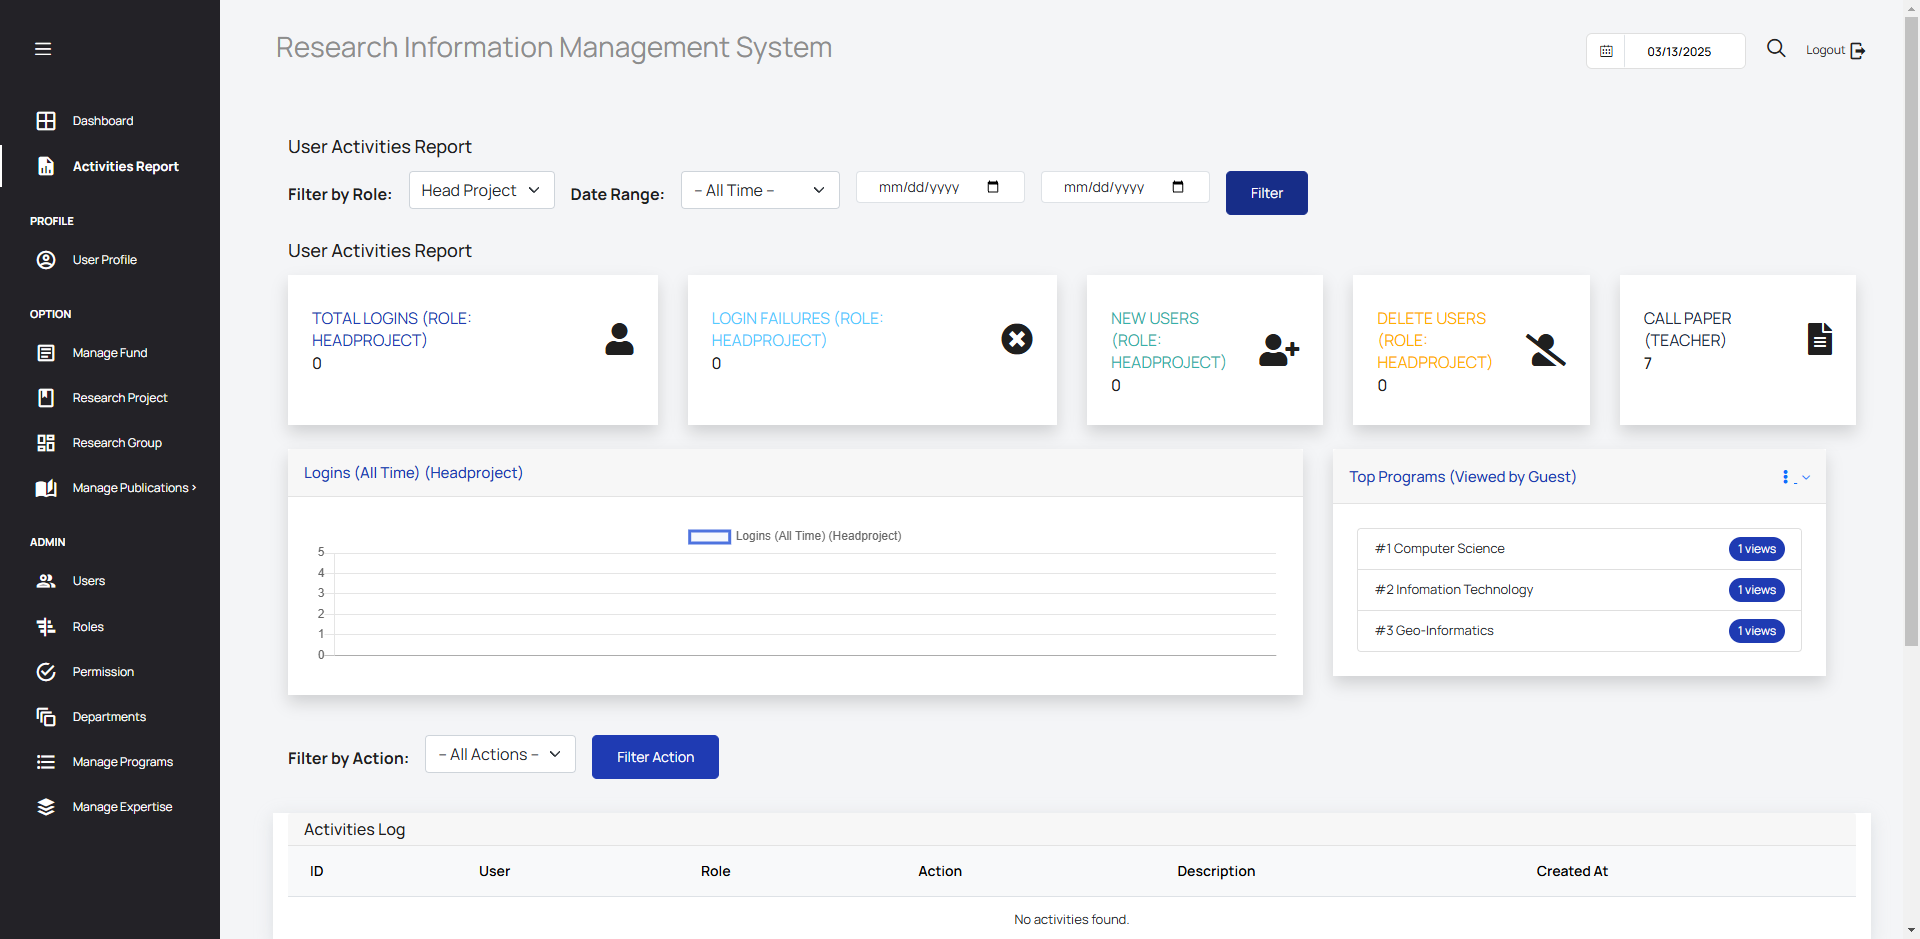 Research Information Management System
03/13/2025
Logout
Dashboard
Activities Report
PROFILE
User Profile
OPTION
Manage Fund
Research Project
Research Group
Manage Publications >
ADMIN
Users
Roles
Permission
Departments
Manage Programs
Manage Expertise
User Activities Report
Filter by Role: Head Project Date Range: -- All Time -- mm/dd/yyyy mm/dd/yyyy Filter
User Activities Report
TOTAL LOGINS (ROLE:
HEADPROJECT)
0
LOGIN FAILURES (ROLE:
HEADPROJECT)
0
NEW USERS
(ROLE:
HEADPROJECT)
0
DELETE USERS
(ROLE:
HEADPROJECT)
0
CALL PAPER
(TEACHER)
7
Logins (All Time) (Headproject)
Logins (All Time) (Headproject)
5
4
3
2
1
0
Top Programs (Viewed by Guest)
#1 Computer Science 1 views
#2 Infomation Technology 1 views
#3 Geo-Informatics 1 views
Filter by Action: -- All Actions -- Filter Action
Activities Log
ID User Role Action Description Created At
No activities found.